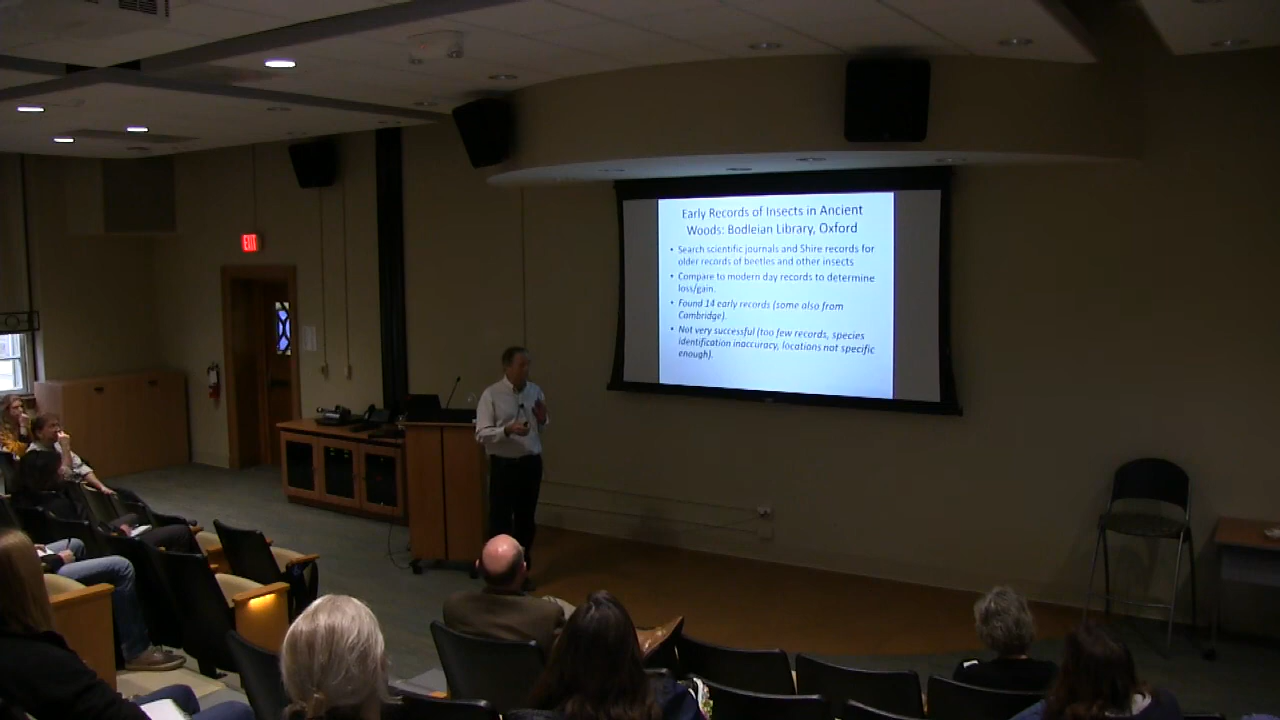 EXIT
Early Records of Insects in Ancient
Woods: Bodleian Library, Oxford
• Search scientific journals and Shire records for
older records of beetles and other insects
• Compare to modern day records to determine
loss/gain.
• Found 14 early records (some also from
Cambridge).
• Not very successful (too few records, species
identification inaccuracy, locations not specific
enough).